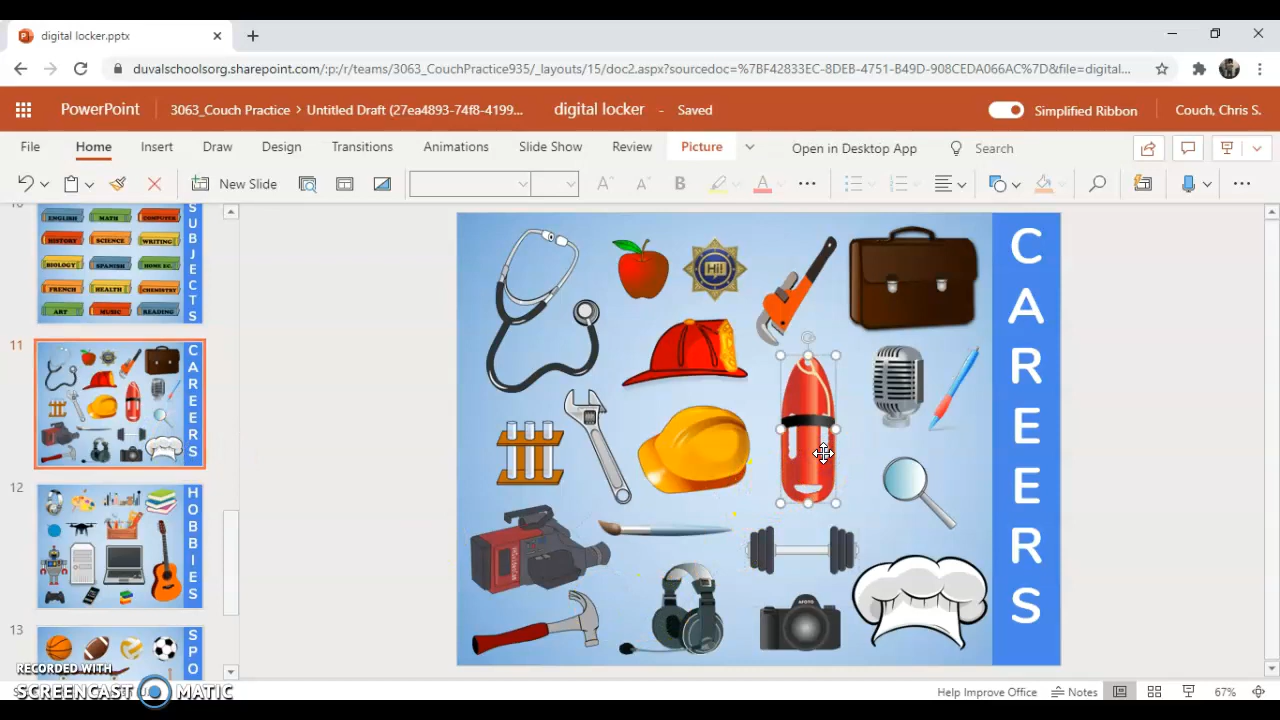 digital locker.pptx
duvalschoolsorg.sharepoint.com/:p:/r/teams/3063_CouchPractice935/_layouts/15/doc2.aspx?sourcedoc=%7BF42833EC-8DEB-4751-B49D-908CEDA066AC%7D&file=digital...
PowerPoint 3063_Couch Practice > Untitled Draft (27ea4893-74f8-4199... digital locker - Saved Simplified Ribbon Couch, Chris S.
File Home Insert Draw Design Transitions Animations Slide Show Review Picture Open in Desktop App Search
New Slide B A
SUBJECTS
ENGLISH MATH COMPUTER
HISTORY SCIENCE WRITING
BIOLOGY SPANISH HOME EC.
FRENCH HEALTH CHEMISTRY
ART MUSIC READING
11
CAREERS
12
HOBBIES
13
SPO
CAREERS
Hi!
RECORDED WITH
SCREENCAST MATIC
Help Improve Office Notes 67%